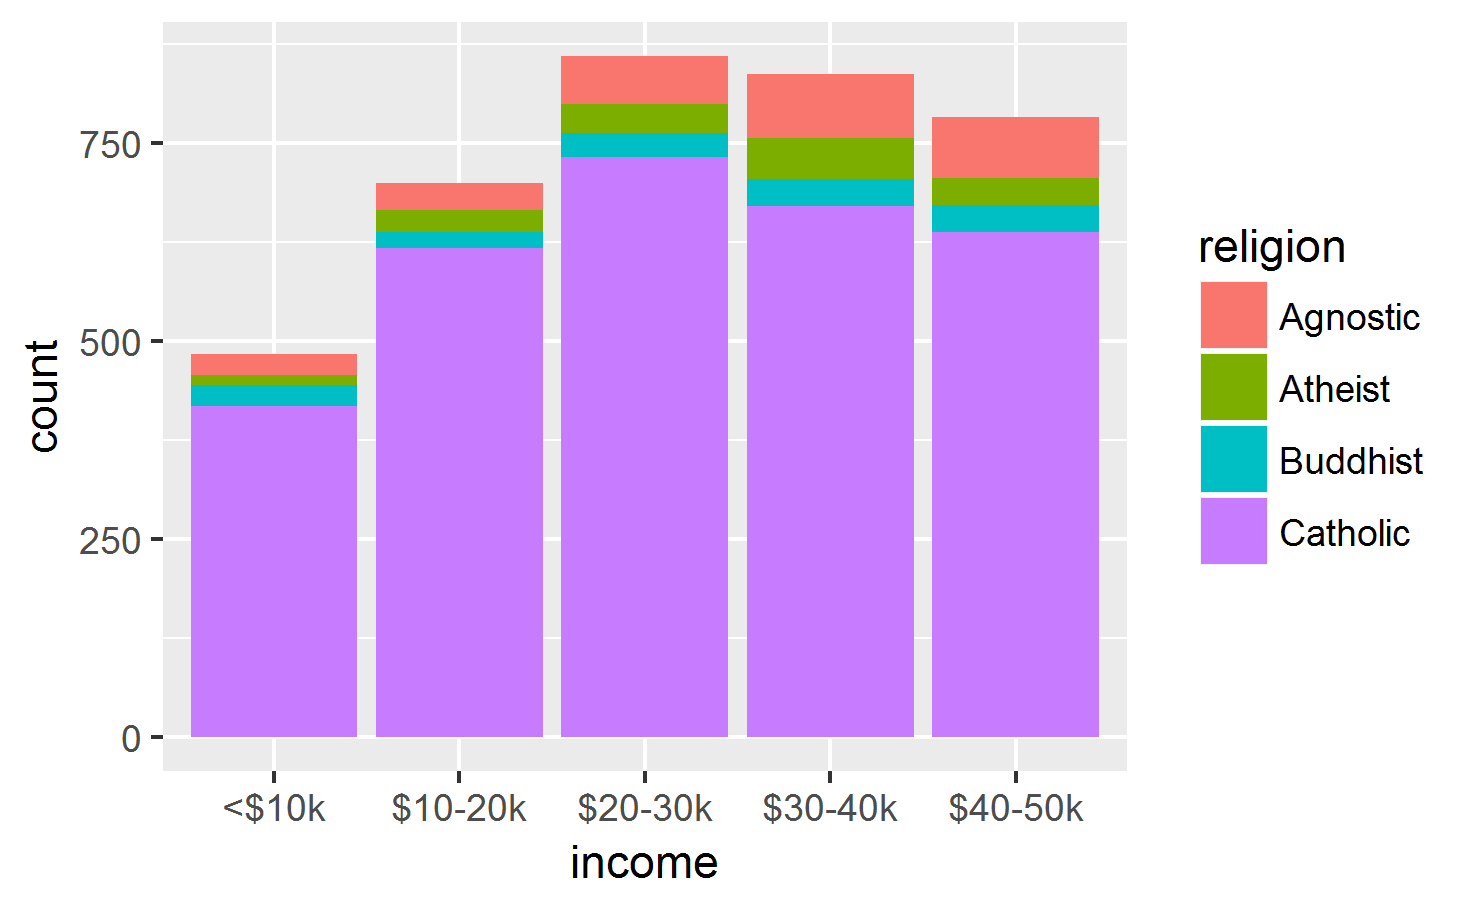 750
500
250
0
count
<$10k $10-20k $20-30k $30-40k $40-50k
income
religion
Agnostic
Atheist
Buddhist
Catholic